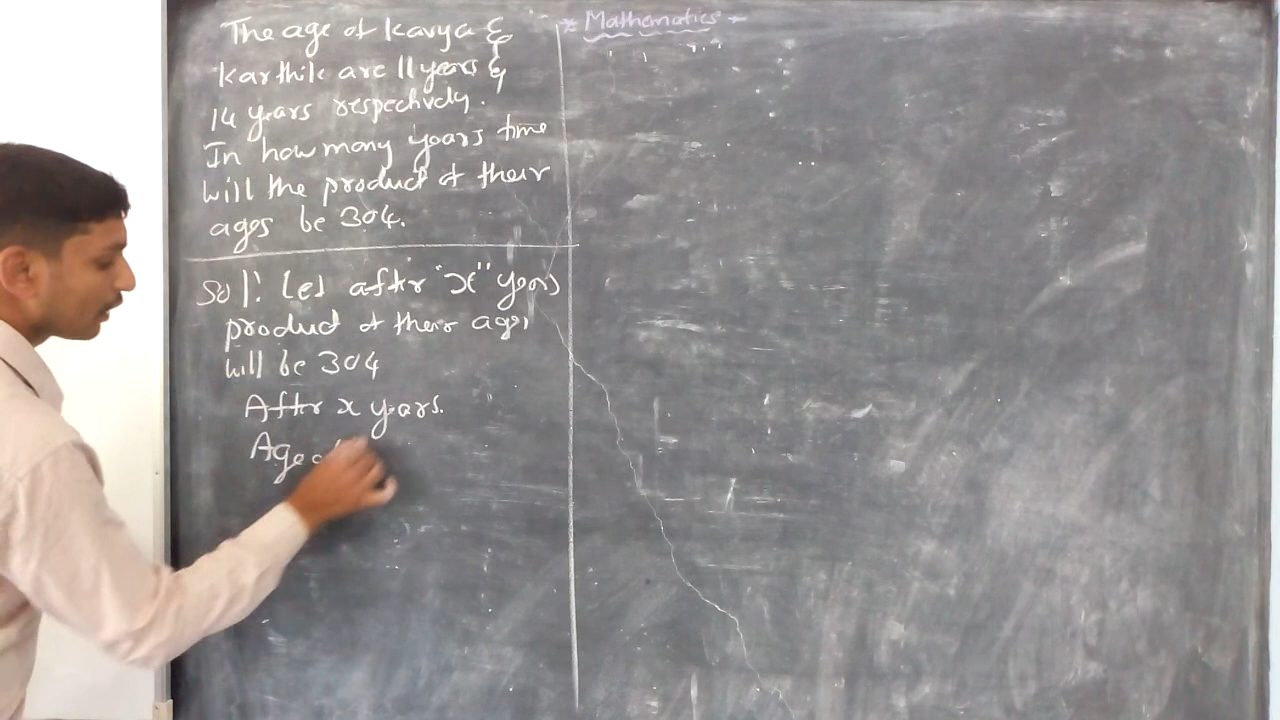 The age of Kavya &
Karthik are 11 years &
14 years respectively.
In how many years time
will the product of their
ages be 304.
Sol: Let after "x" years
product of their ages
will be 304
After x years.
Age of
* Mathematics *